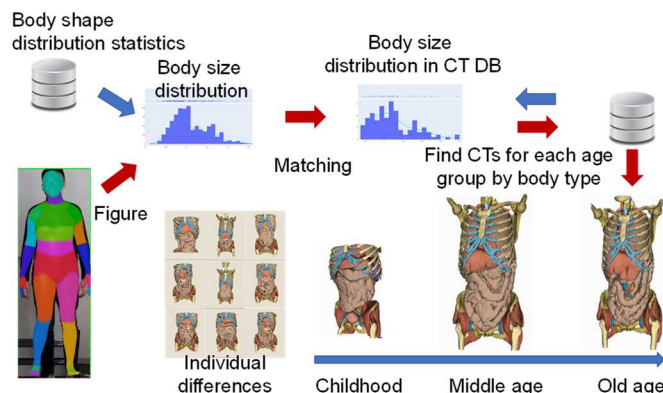 Body shape
distribution statistics
Body size
distribution
Body size
distribution in CT DB
Matching
Find CTs for each age
group by body type
Figure
Individual
differences
Childhood
Middle age
Old age